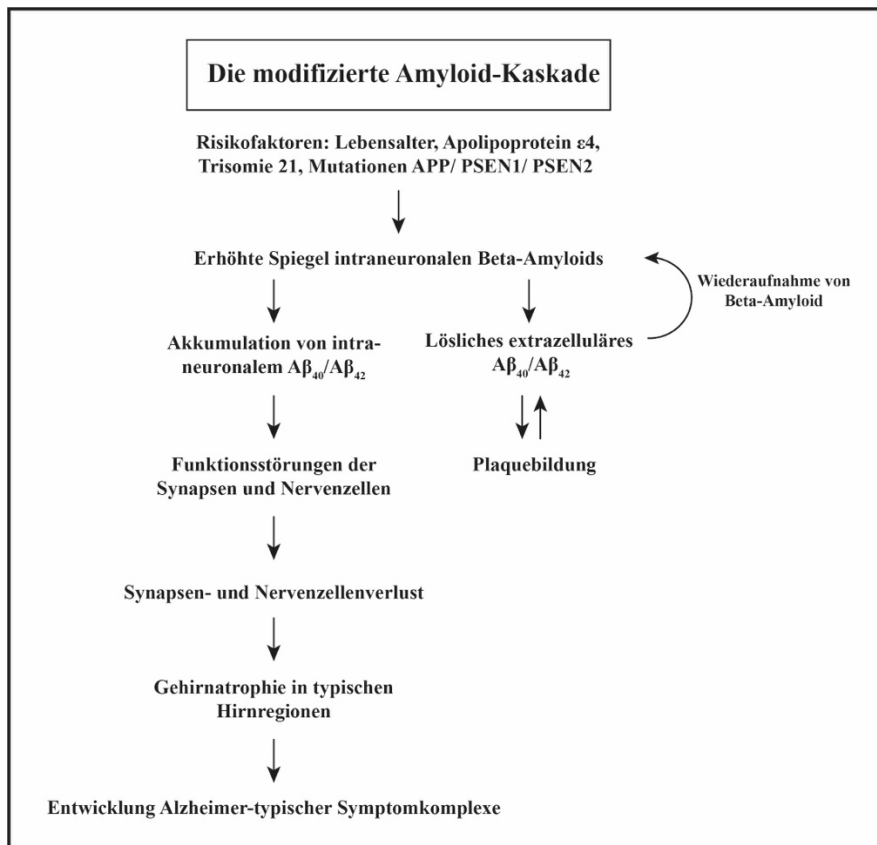 Die modifizierte Amyloid-Kaskade
Risikofaktoren: Lebensalter, Apolipoprotein ε4,
Trisomie 21, Mutationen APP/ PSEN1/ PSEN2
Erhöhte Spiegel intraneuronalen Beta-Amyloids
Wiederaufnahme von
Beta-Amyloid
Akkumulation von intra-
neuronalem Aβ₄₀/Aβ₄₂
Lösliches extrazelluläres
Aβ₄₀/Aβ₄₂
Funktionsstörungen der
Synapsen und Nervenzellen
Plaquebildung
Synapsen- und Nervenzellenverlust
Gehirnatrophie in typischen
Hirnregionen
Entwicklung Alzheimer-typischer Symptomkomplexe